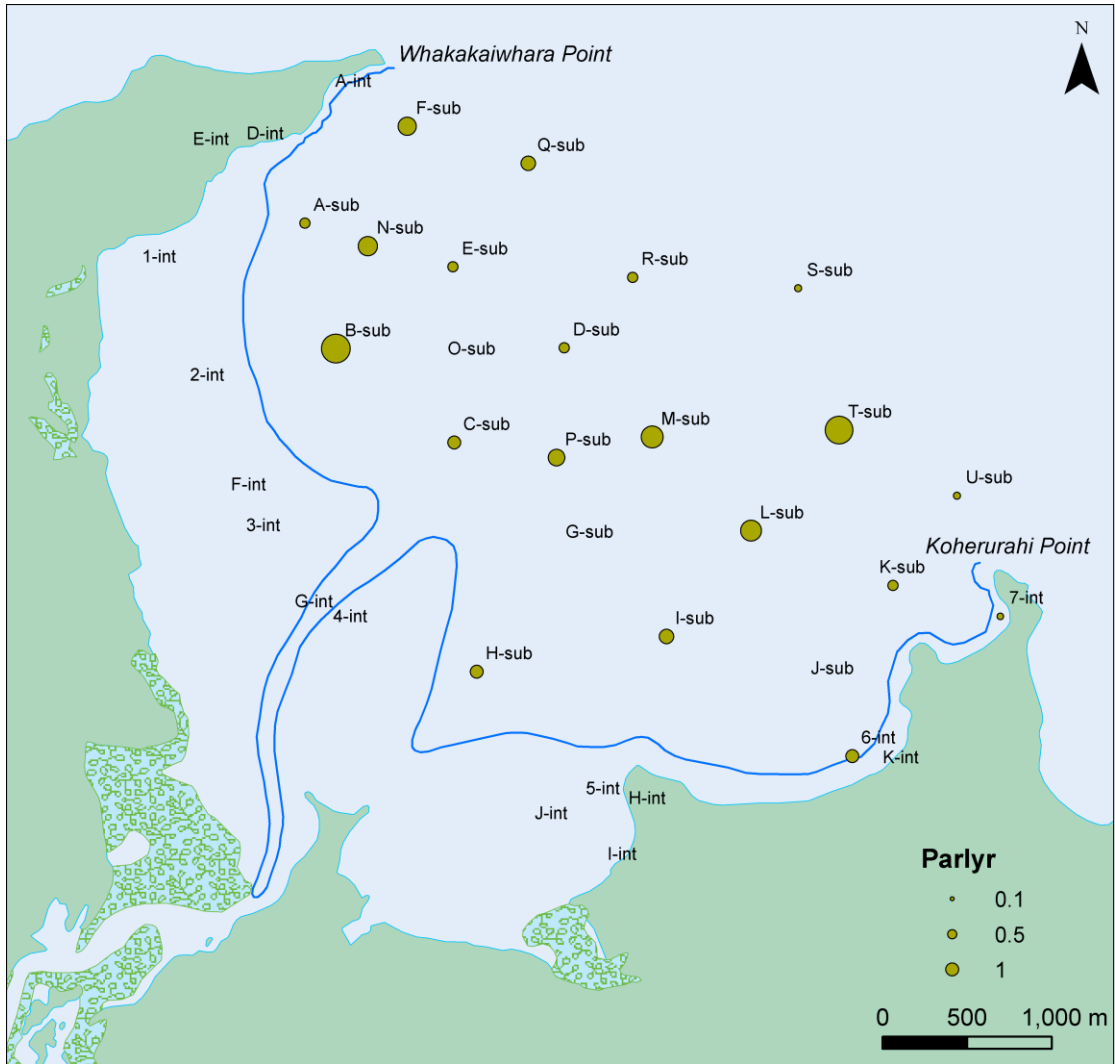 N
Whakakaiwhara Point
A-int
F-sub
E-int
D-int
Q-sub
A-sub
N-sub
1-int
E-sub
R-sub
S-sub
B-sub
O-sub
D-sub
2-int
C-sub
P-sub
M-sub
T-sub
F-int
3-int
G-sub
L-sub
U-sub
Koherurahi Point
K-sub
G-int
4-int
7-int
I-sub
H-sub
J-sub
6-int
K-int
5-int
H-int
J-int
I-int
Parlyr
0.1
0.5
1
0 500 1,000 m